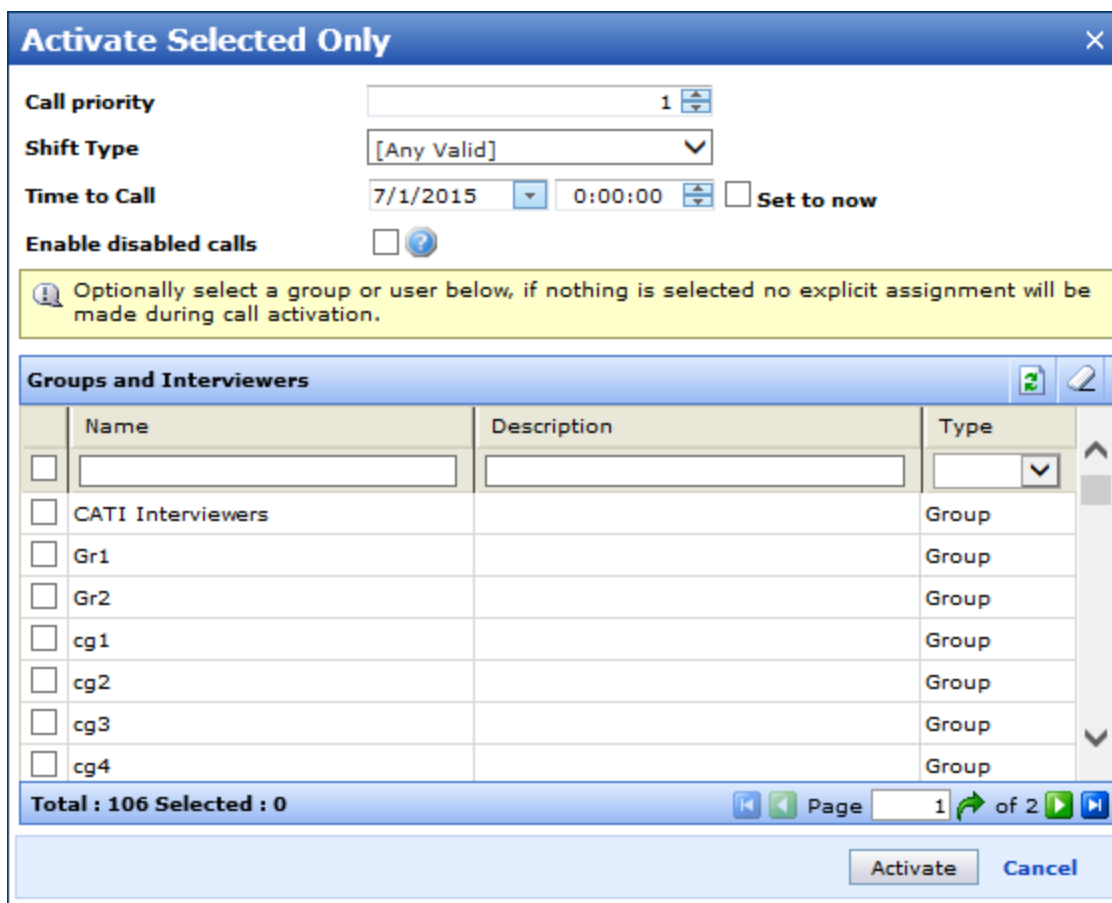 Activate Selected Only
Call priority 1
Shift Type [Any Valid]
Time to Call 7/1/2015 0:00:00 Set to now
Enable disabled calls
Optionally select a group or user below, if nothing is selected no explicit assignment will be
made during call activation.
Groups and Interviewers
Name Description Type
CATI Interviewers Group
Gr1 Group
Gr2 Group
cg1 Group
cg2 Group
cg3 Group
cg4 Group
Total : 106 Selected : 0 Page 1 of 2
Activate Cancel